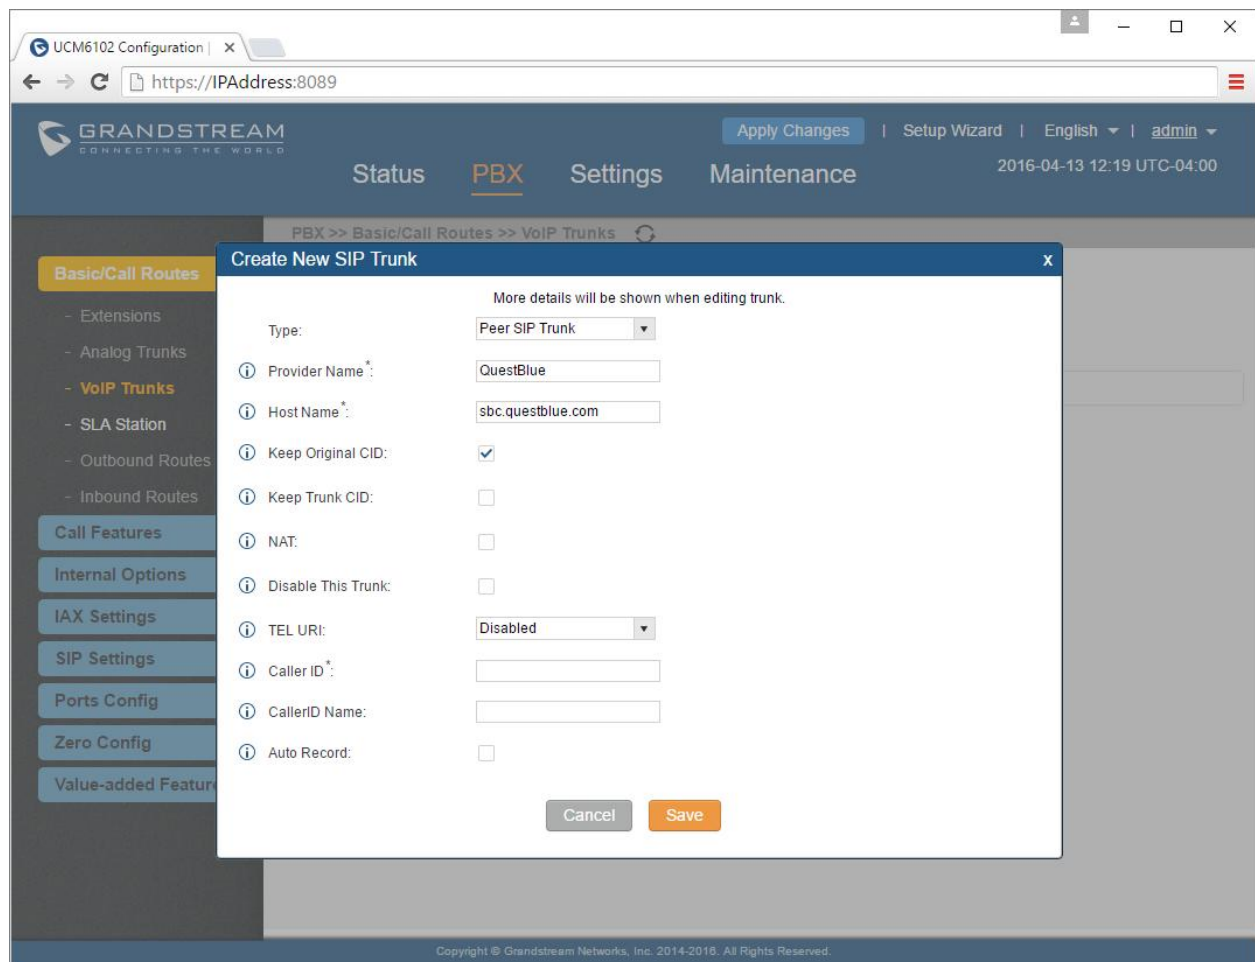 UCM6102 Configuration |
https://IPAddress:8089
GRANDSTREAM
CONNECTING THE WORLD
Apply Changes | Setup Wizard | English | admin
Status PBX Settings Maintenance
2016-04-13 12:19 UTC-04:00
PBX >> Basic/Call Routes >> VoIP Trunks
Basic/Call Routes
- Extensions
- Analog Trunks
- VoIP Trunks
- SLA Station
- Outbound Routes
- Inbound Routes
Call Features
Internal Options
IAX Settings
SIP Settings
Ports Config
Zero Config
Value-added Feature
Create New SIP Trunk x
More details will be shown when editing trunk.
Type: Peer SIP Trunk
Provider Name*: QuestBlue
Host Name*: sbc.questblue.com
Keep Original CID:
Keep Trunk CID:
NAT:
Disable This Trunk:
TEL URI: Disabled
Caller ID*:
CallerID Name:
Auto Record:
Cancel Save
Copyright © Grandstream Networks, Inc. 2014-2016. All Rights Reserved.